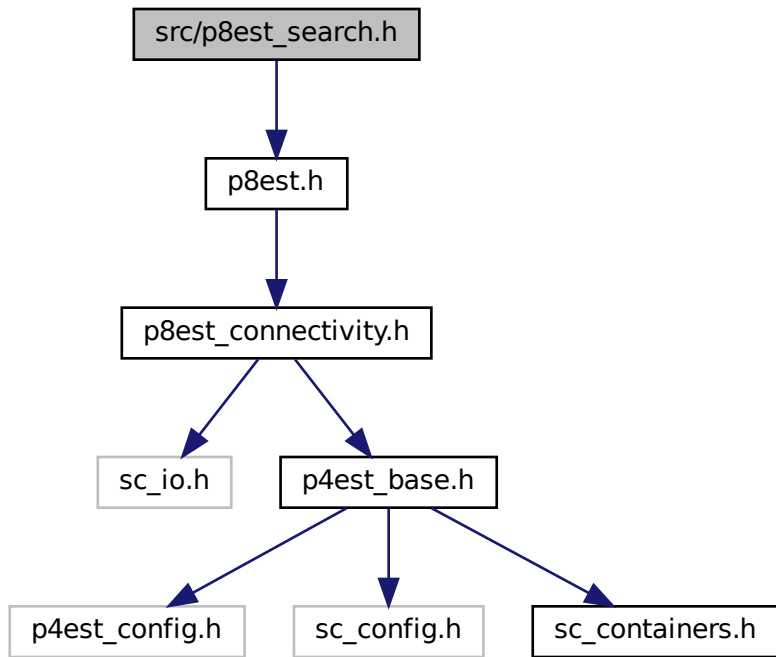 src/p8est_search.h
p8est.h
p8est_connectivity.h
sc_io.h
p4est_base.h
p4est_config.h
sc_config.h
sc_containers.h